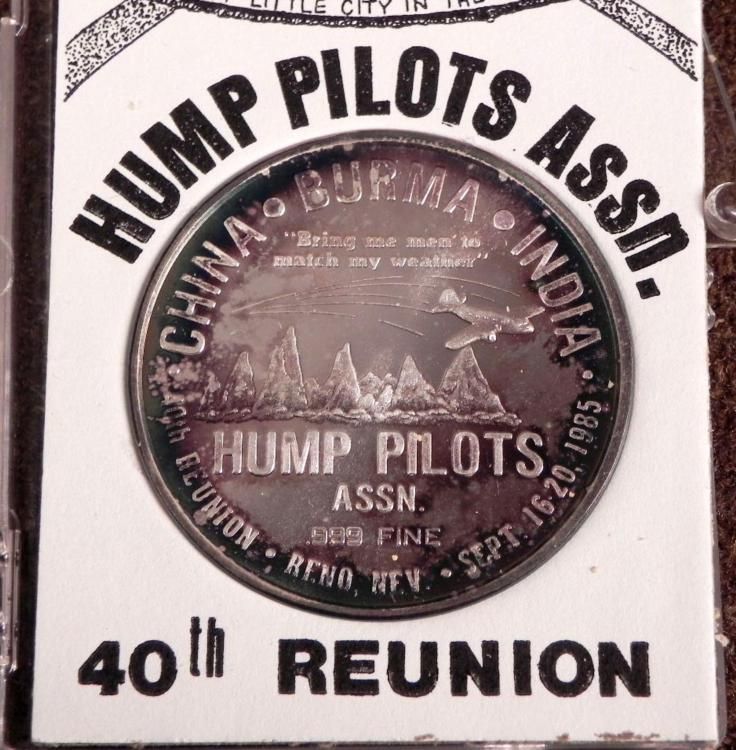 LITTLE CITY IN THE
HUMP PILOTS ASSn.
CHINA • BURMA • INDIA
"Bring me men to
match my weather"
HUMP PILOTS
ASSN.
.999 FINE
• 40th REUNION • RENO, NEV. • SEPT. 16-20, 1985 •
40th REUNION